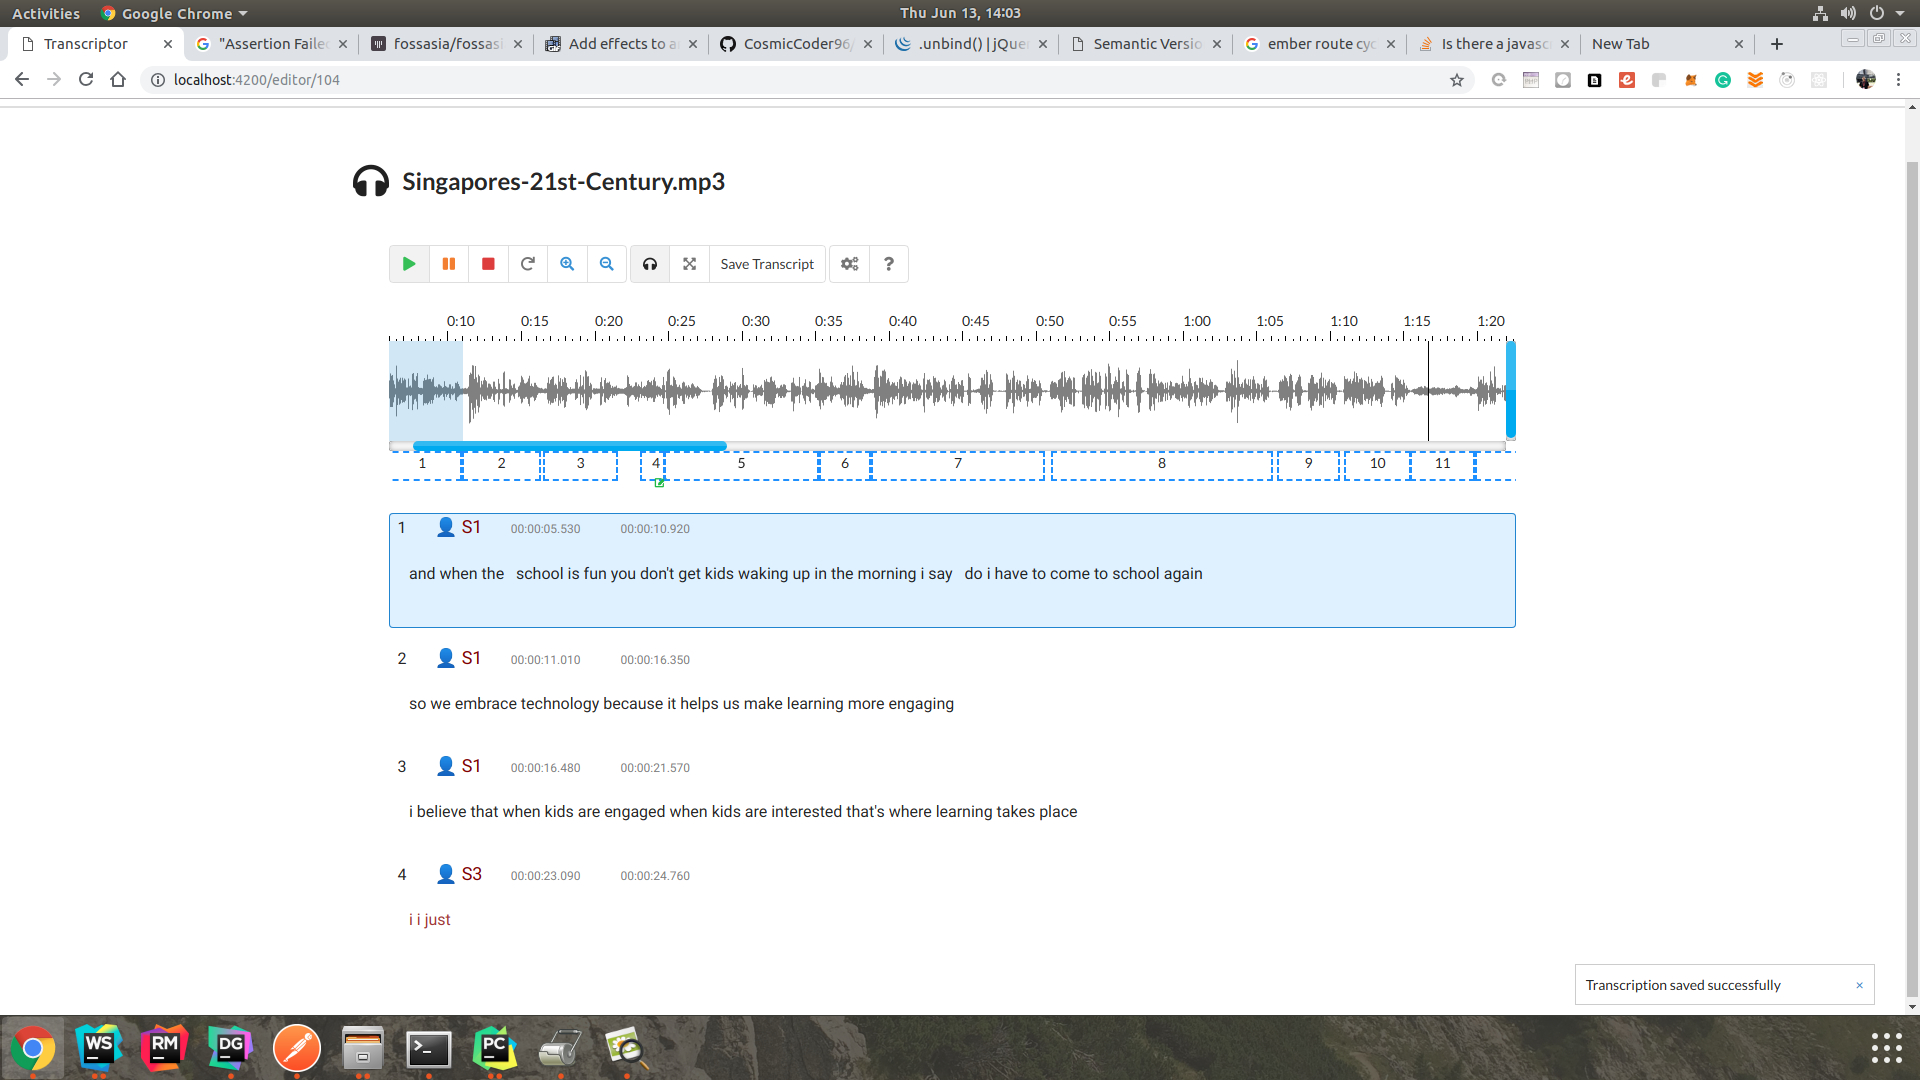 Activities Google Chrome Thu Jun 13, 14:03
Transcriptor "Assertion Failed fossasia/fossasi Add effects to a CosmicCoder96/ .unbind() | jQue Semantic Versio ember route cyc Is there a javasc New Tab
localhost:4200/editor/104
Singapores-21st-Century.mp3
Save Transcript ?
0:10 0:15 0:20 0:25 0:30 0:35 0:40 0:45 0:50 0:55 1:00 1:05 1:10 1:15 1:20
1 2 3 4 5 6 7 8 9 10 11
1 S1 00:00:05.530 00:00:10.920
and when the school is fun you don't get kids waking up in the morning i say do i have to come to school again
2 S1 00:00:11.010 00:00:16.350
so we embrace technology because it helps us make learning more engaging
3 S1 00:00:16.480 00:00:21.570
i believe that when kids are engaged when kids are interested that's where learning takes place
4 S3 00:00:23.090 00:00:24.760
i i just
Transcription saved successfully ×
WS RM DG >_ PC